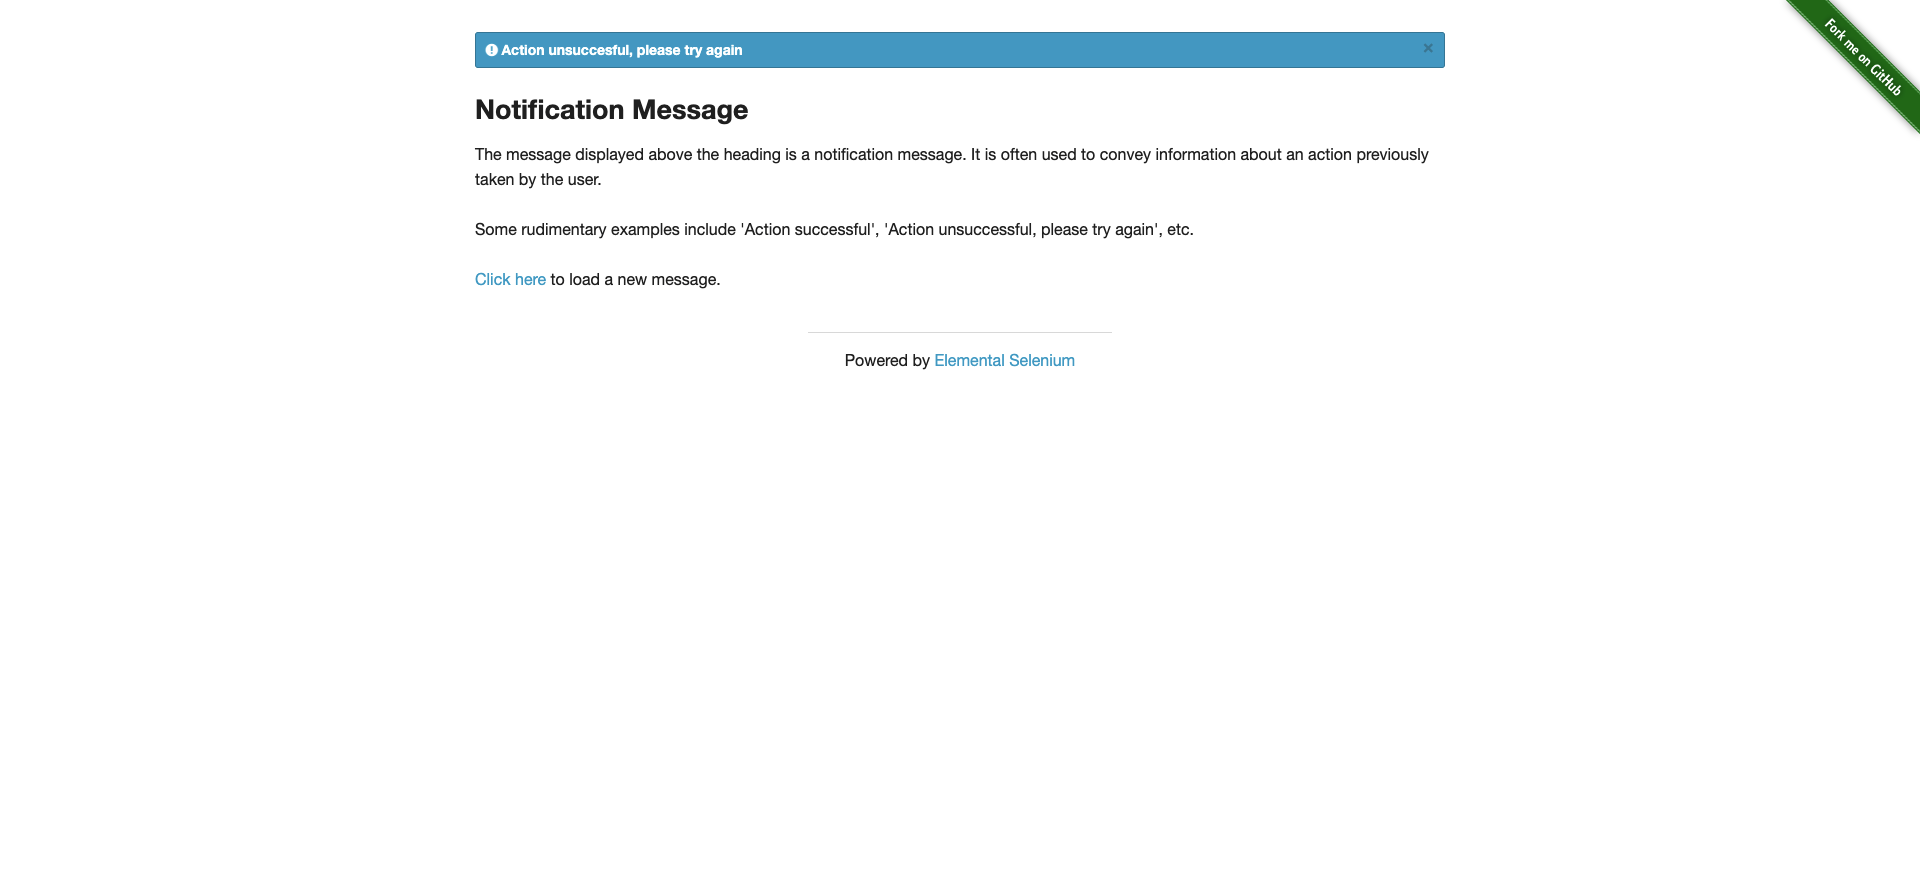 Action unsuccesful, please try again
×
Fork me on GitHub
Notification Message
The message displayed above the heading is a notification message. It is often used to convey information about an action previously
taken by the user.
Some rudimentary examples include 'Action successful', 'Action unsuccessful, please try again', etc.
Click here to load a new message.
Powered by Elemental Selenium